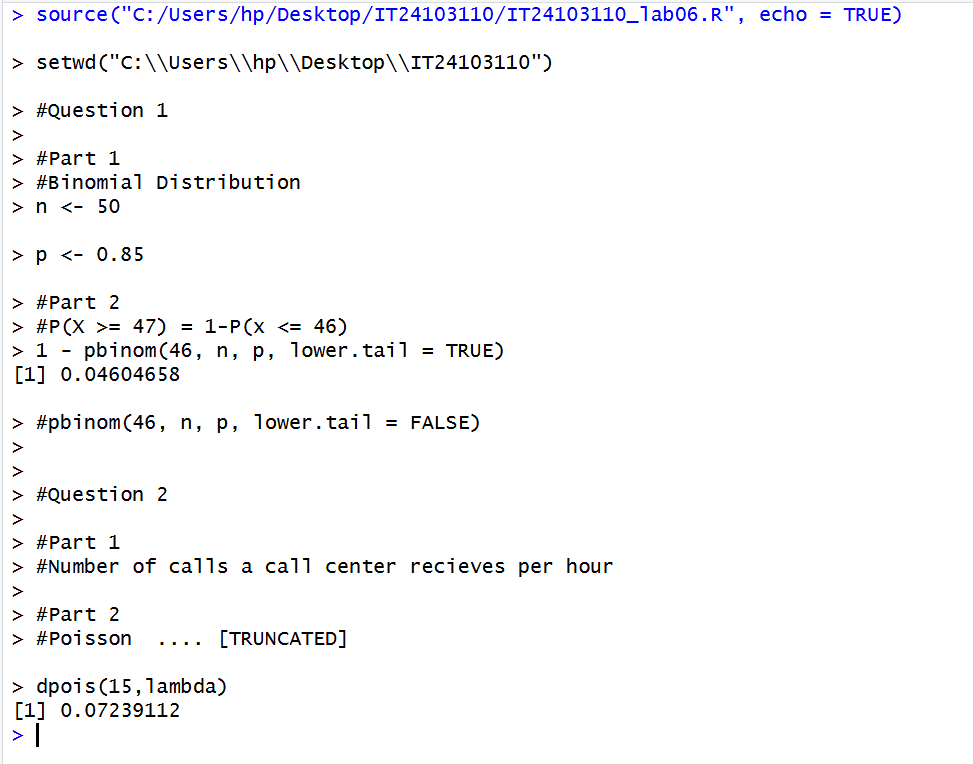 > source("C:/Users/hp/Desktop/IT24103110/IT24103110_lab06.R", echo = TRUE)
> setwd("C:\\Users\\hp\\Desktop\\IT24103110")
> #Question 1
>
> #Part 1
> #Binomial Distribution
> n <- 50
> p <- 0.85
> #Part 2
> #P(X >= 47) = 1-P(x <= 46)
> 1 - pbinom(46, n, p, lower.tail = TRUE)
[1] 0.04604658
> #pbinom(46, n, p, lower.tail = FALSE)
>
>
> #Question 2
>
> #Part 1
> #Number of calls a call center recieves per hour
>
> #Part 2
> #Poisson  .... [TRUNCATED]
> dpois(15,lambda)
[1] 0.07239112
>